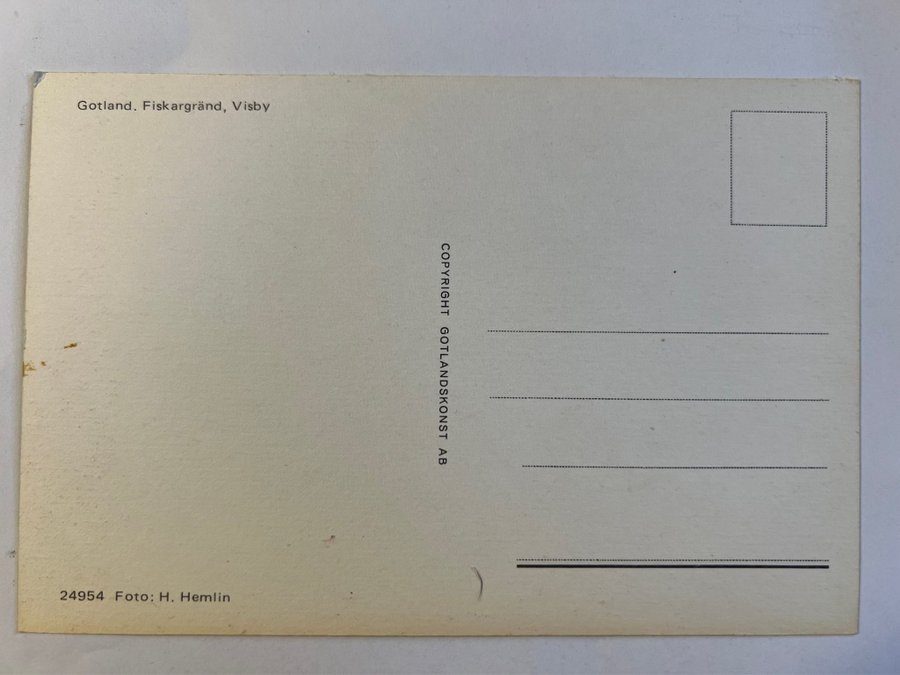 Gotland. Fiskargränd, Visby
COPYRIGHT GOTLANDSKONST AB
24954 Foto: H. Hemlin